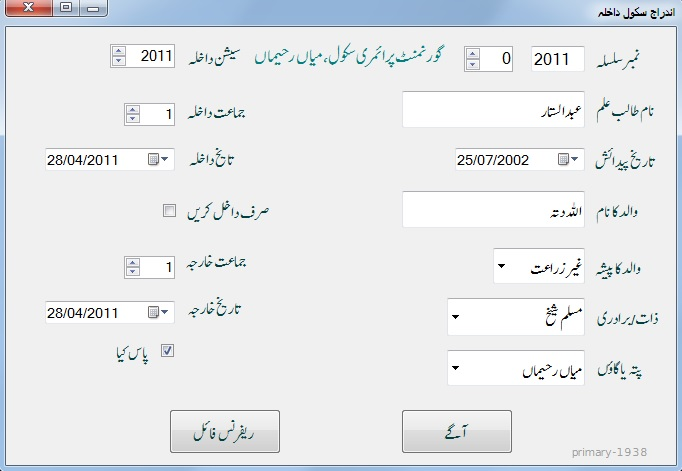 اندراج سکول داخلہ
نمبر سلسلہ 2011 0 گورنمنٹ پرائمری سکول، میاں رحیماں سیشن داخلہ 2011
نام طالب علم عبدالستار جماعت داخلہ 1
تاریخ پیدائش 25/07/2002 تایخ داخلہ 28/04/2011
والد کا نام اللہ دتہ صرف داخل کریں
والد کا پیشہ غیر زراعت جماعت خارجہ 1
ذات/برادری مسلم شیخ تاریخ خارجہ 28/04/2011
پتہ یا گاؤں میاں رحیماں پاس کیا
آگے ریفرنس فائل
primary-1938